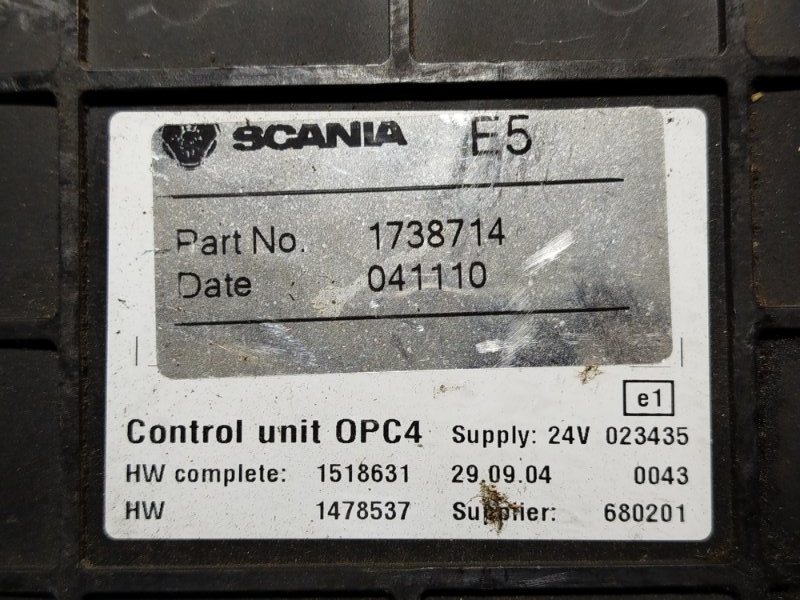 SCANIA E5
Part No. 1738714
Date 041110
e1
Control unit OPC4 Supply: 24V 023435
HW complete: 1518631 29.09.04 0043
HW 1478537 Supplier: 680201